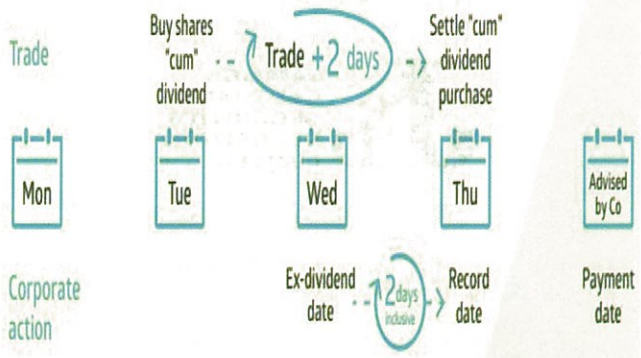 Trade
Buy shares
"cum"
dividend
Trade +2 days
Settle "cum"
dividend
purchase
Mon
Tue
Wed
Thu
Advised
by Co
Corporate
action
Ex-dividend
date
2 days
inclusive
Record
date
Payment
date